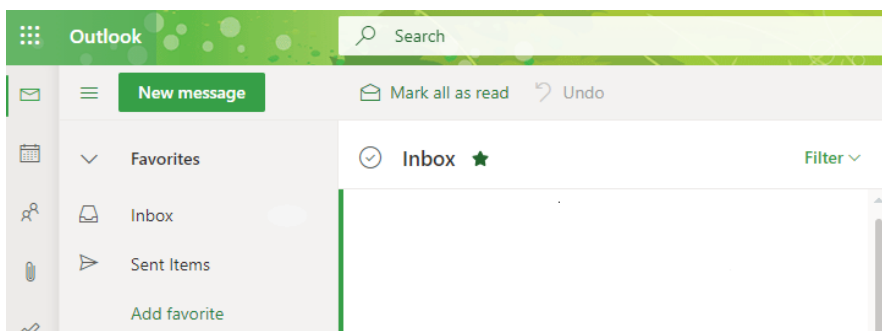 Outlook Search
New message Mark all as read Undo
Favorites Inbox Filter
Inbox
Sent Items
Add favorite